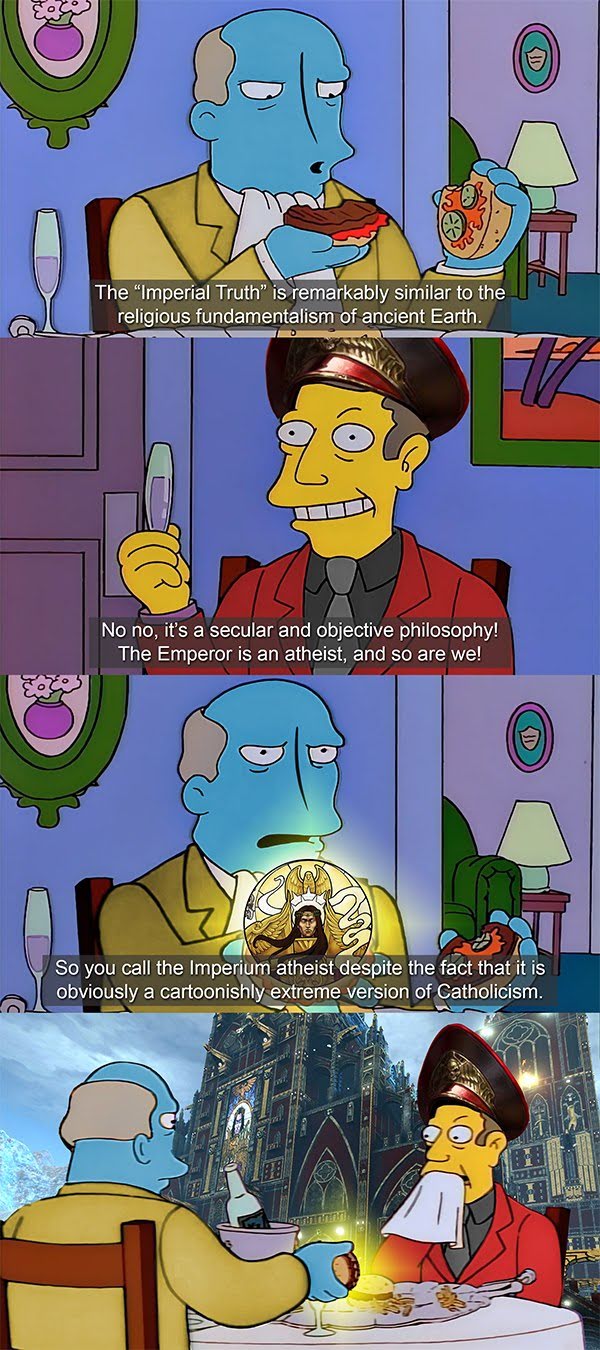 The “Imperial Truth” is remarkably similar to the
religious fundamentalism of ancient Earth.
No no, it’s a secular and objective philosophy!
The Emperor is an atheist, and so are we!
So you call the Imperium atheist despite the fact that it is
obviously a cartoonishly extreme version of Catholicism.